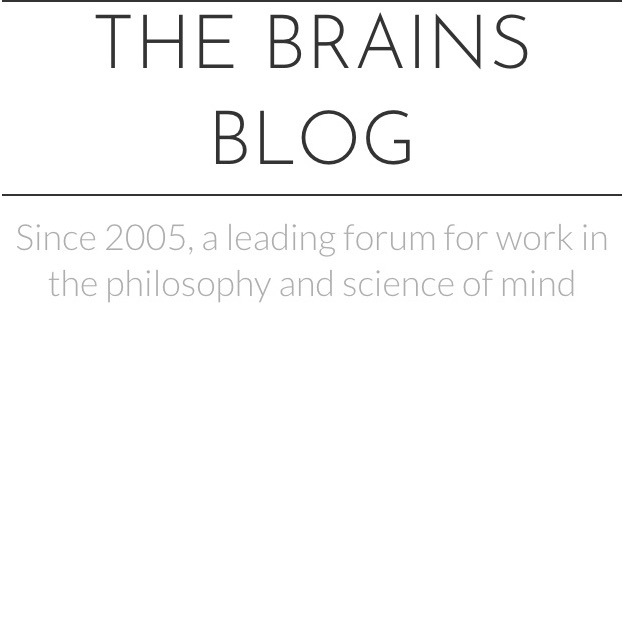 THE BRAINS
BLOG
Since 2005, a leading forum for work in
the philosophy and science of mind